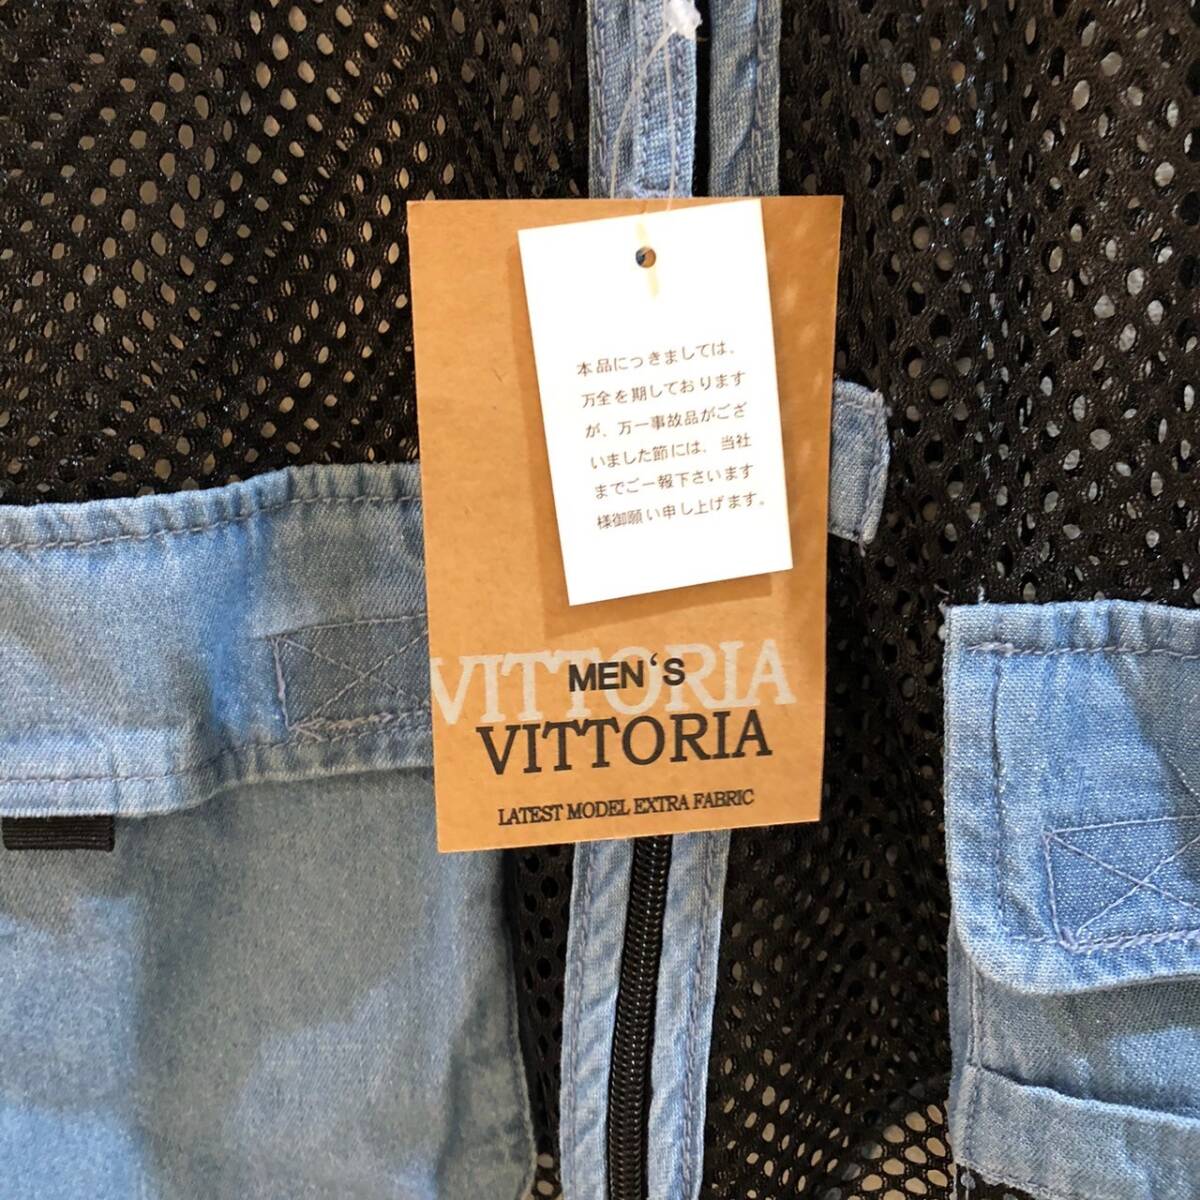 本品につきましては、
万全を期しております
が、万一事故品がござ
いました節には、当社
までご一報下さいます
様御願い申し上げます。
VITTORIA
MEN'S
VITTORIA
LATEST MODEL EXTRA FABRIC